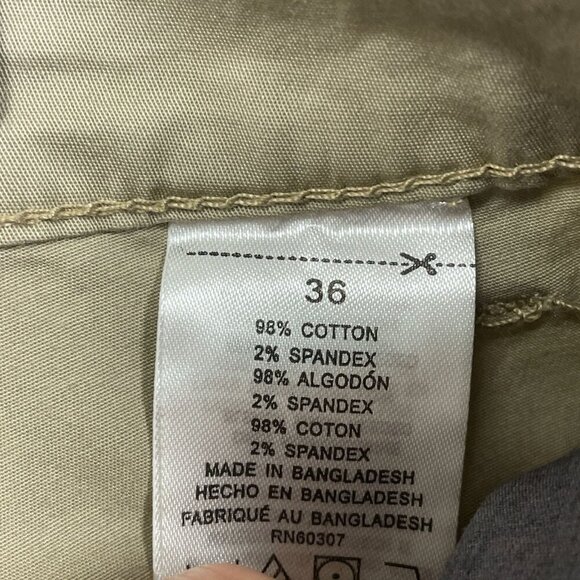 36
98% COTTON
2% SPANDEX
98% ALGODÓN
2% SPANDEX
98% COTON
2% SPANDEX
MADE IN BANGLADESH
HECHO EN BANGLADESH
FABRIQUÉ AU BANGLADESH
RN60307